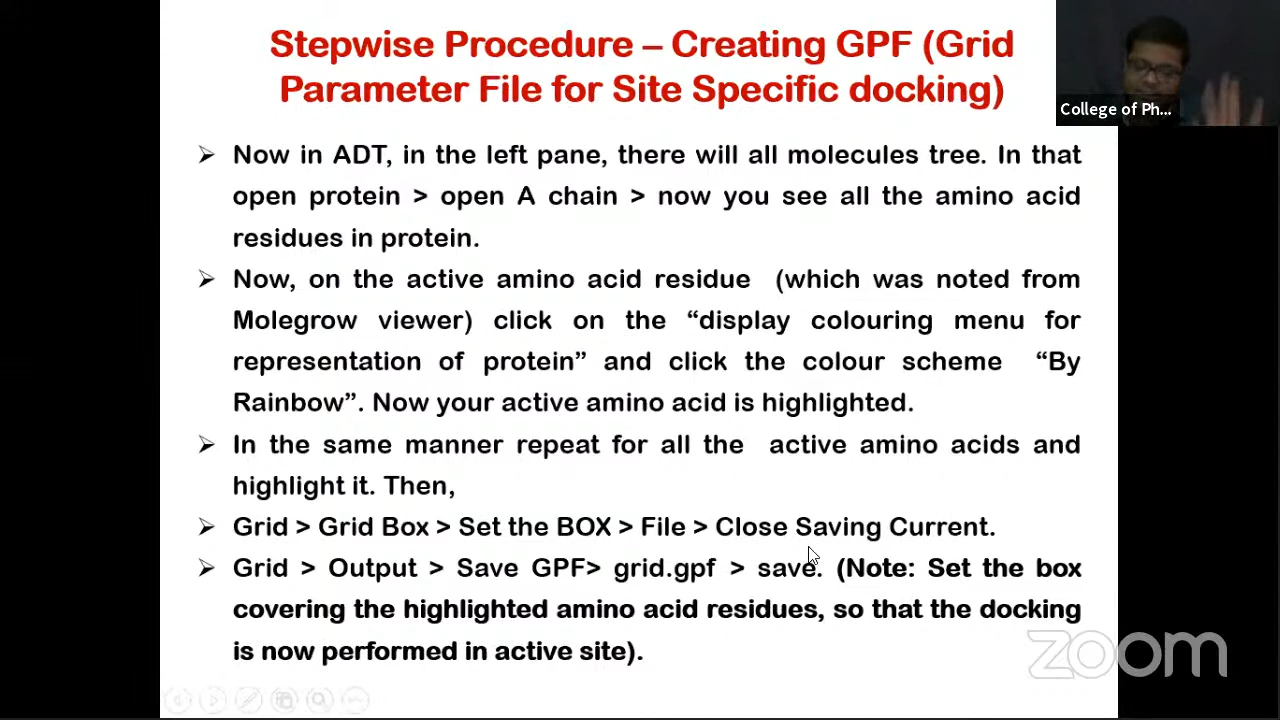 Stepwise Procedure – Creating GPF (Grid
Parameter File for Site Specific docking)
College of Ph...
➢ Now in ADT, in the left pane, there will all molecules tree. In that
open protein > open A chain > now you see all the amino acid
residues in protein.
➢ Now, on the active amino acid residue (which was noted from
Molegrow viewer) click on the “display colouring menu for
representation of protein” and click the colour scheme “By
Rainbow”. Now your active amino acid is highlighted.
➢ In the same manner repeat for all the active amino acids and
highlight it. Then,
➢ Grid > Grid Box > Set the BOX > File > Close Saving Current.
➢ Grid > Output > Save GPF> grid.gpf > save. (Note: Set the box
covering the highlighted amino acid residues, so that the docking
is now performed in active site).
zoom